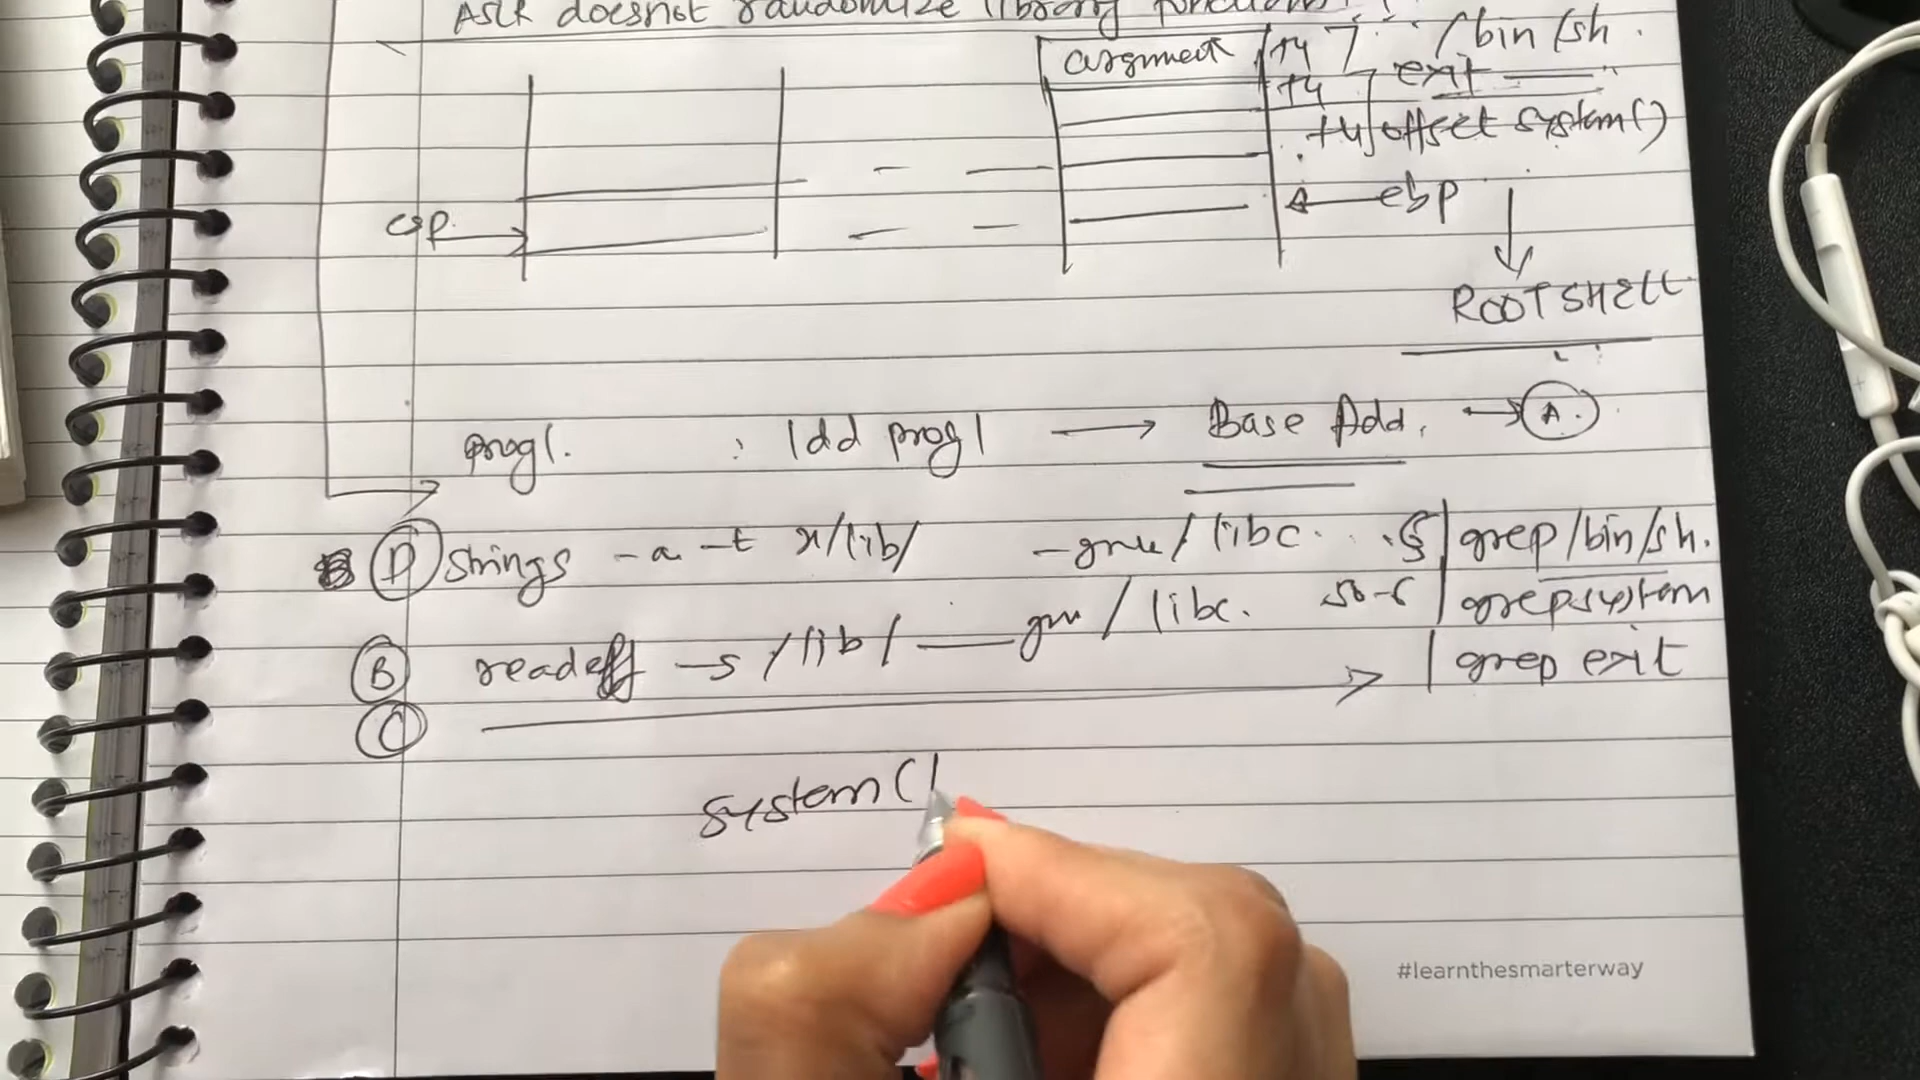 ASLR doesnot randomize library functions
argument +4 /bin/sh.
+4 exit
+4 offset system()
esp ebp
ROOTSHELL
prog1. : ldd prog1 → Base Add. → A.
D strings -a -t x/lib/ -gnu/libc. .6 | grep /bin/sh.
B readelf -s /lib/ gnu/libc. so-6 | grep system
C | grep exit
system()
#learnthesmarterway